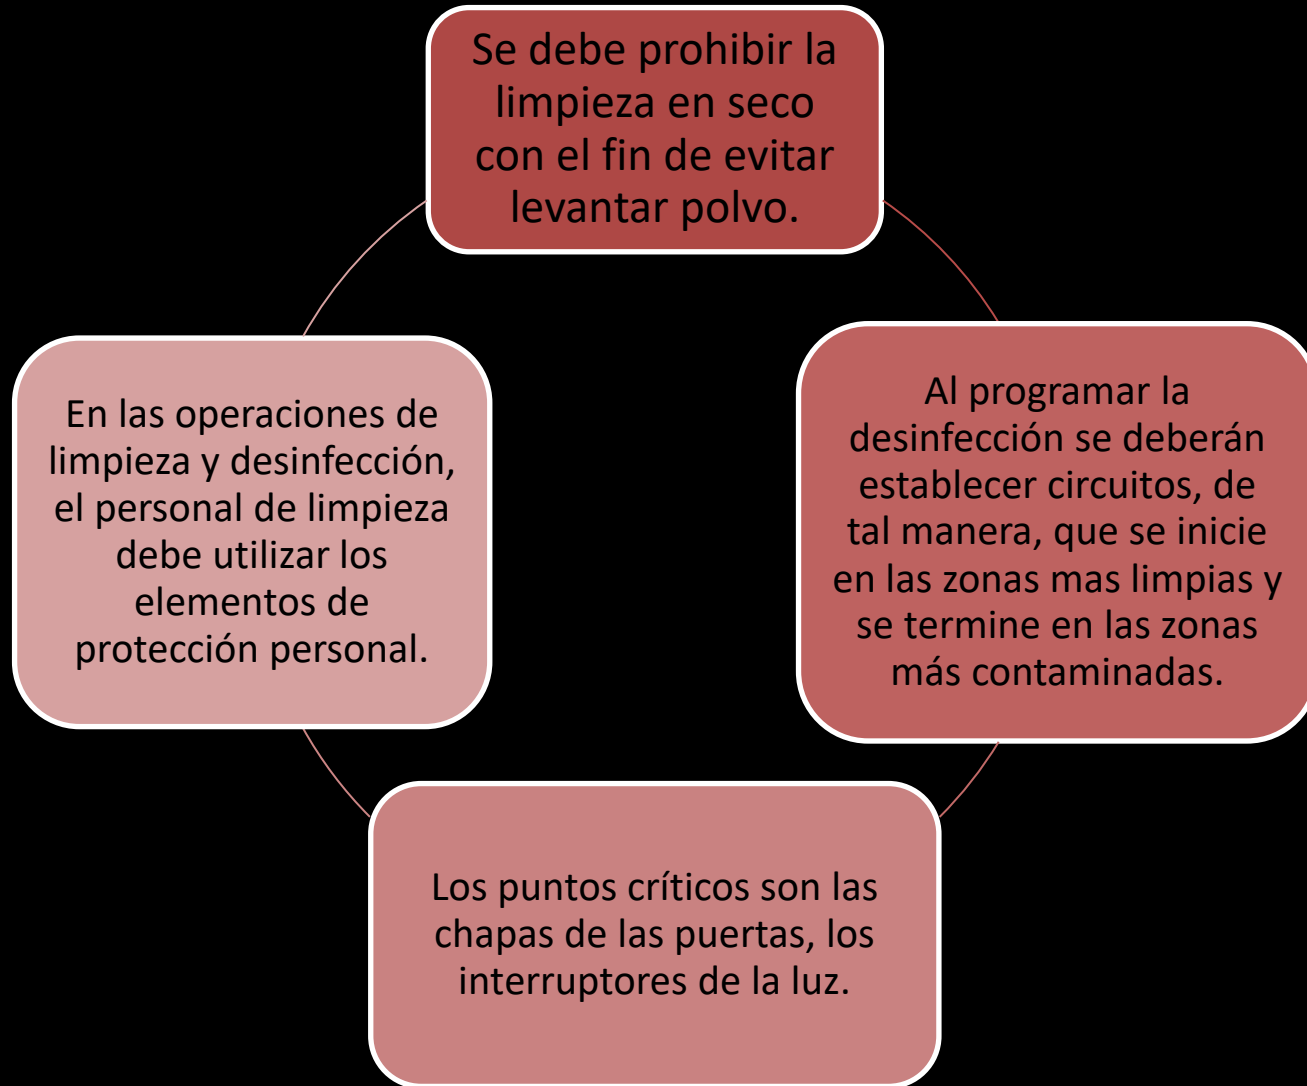 Se debe prohibir la
limpieza en seco
con el fin de evitar
levantar polvo.
Al programar la
desinfección se deberán
establecer circuitos, de
tal manera, que se inicie
en las zonas mas limpias y
se termine en las zonas
más contaminadas.
Los puntos críticos son las
chapas de las puertas, los
interruptores de la luz.
En las operaciones de
limpieza y desinfección,
el personal de limpieza
debe utilizar los
elementos de
protección personal.